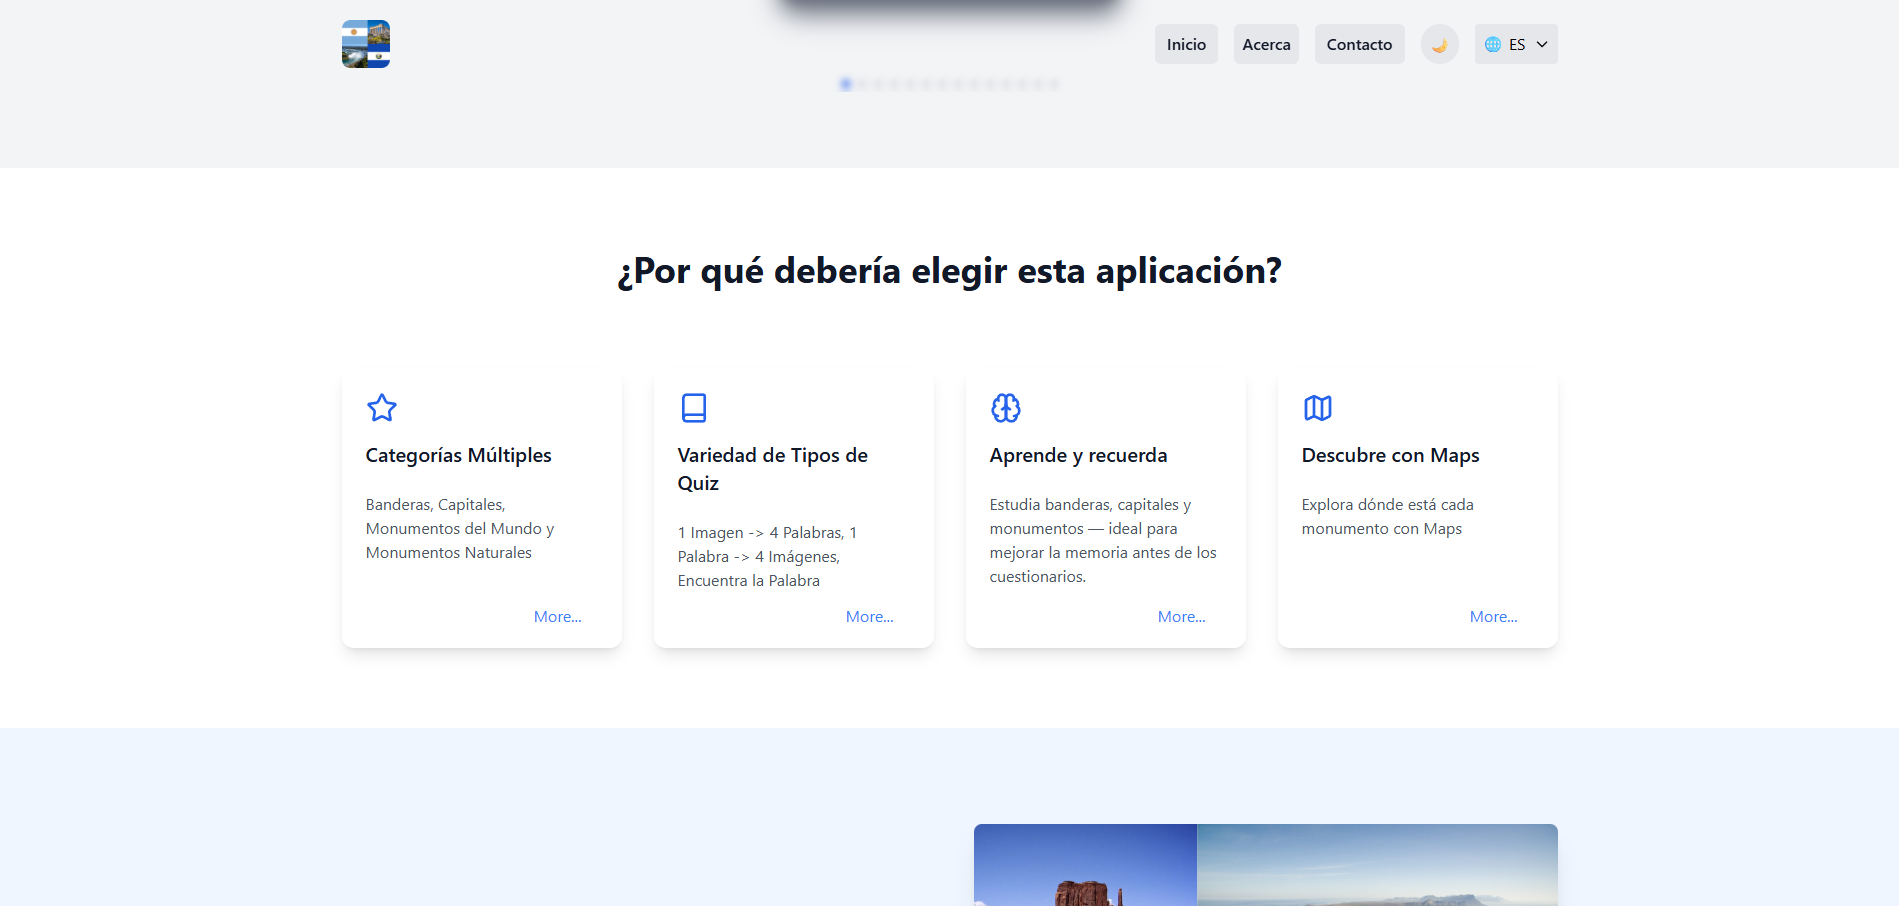 Inicio
Acerca
Contacto
ES
¿Por qué debería elegir esta aplicación?
Categorías Múltiples
Banderas, Capitales,
Monumentos del Mundo y
Monumentos Naturales
More...
Variedad de Tipos de
Quiz
1 Imagen -> 4 Palabras, 1
Palabra -> 4 Imágenes,
Encuentra la Palabra
More...
Aprende y recuerda
Estudia banderas, capitales y
monumentos — ideal para
mejorar la memoria antes de los
cuestionarios.
More...
Descubre con Maps
Explora dónde está cada
monumento con Maps
More...